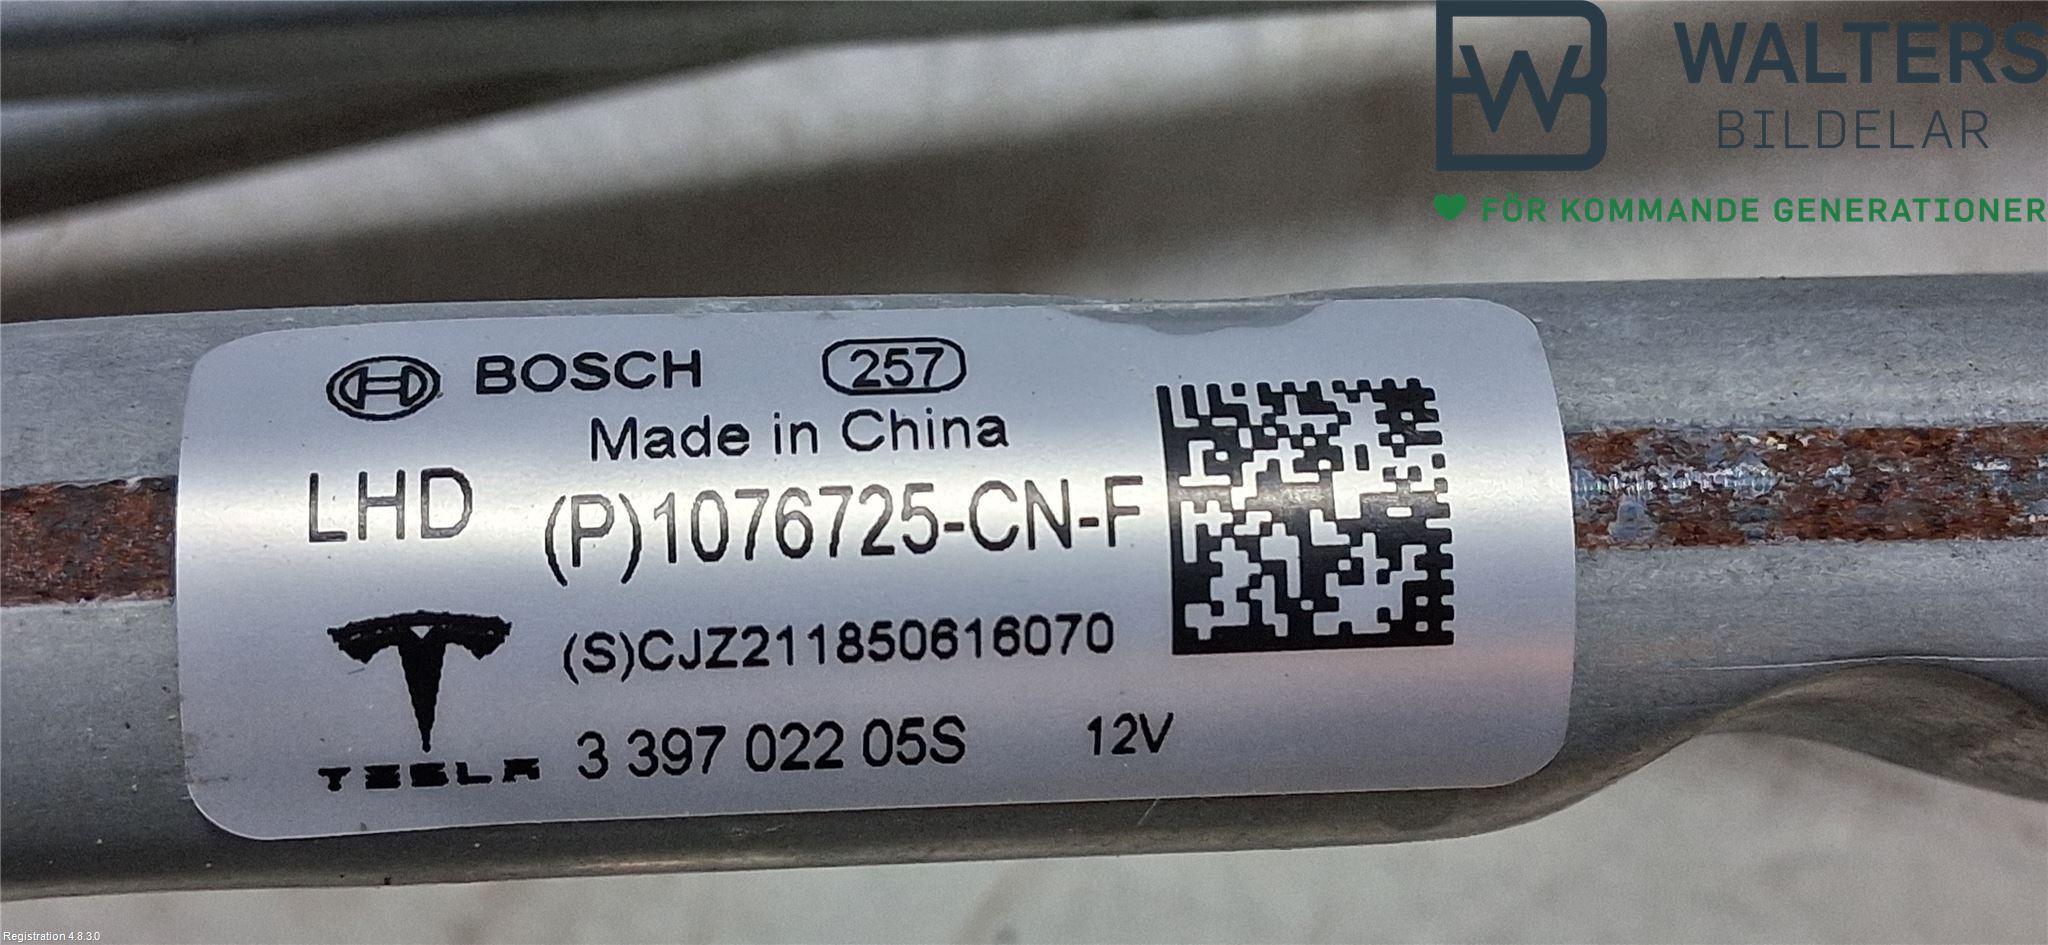 WALTERS
BILDELAR
FÖR KOMMANDE GENERATIONER
BOSCH 257
Made in China
LHD (P)1076725-CN-F
(S)CJZ211850616070
TESLA 3 397 022 05S 12V
Registration 4.8.3.0